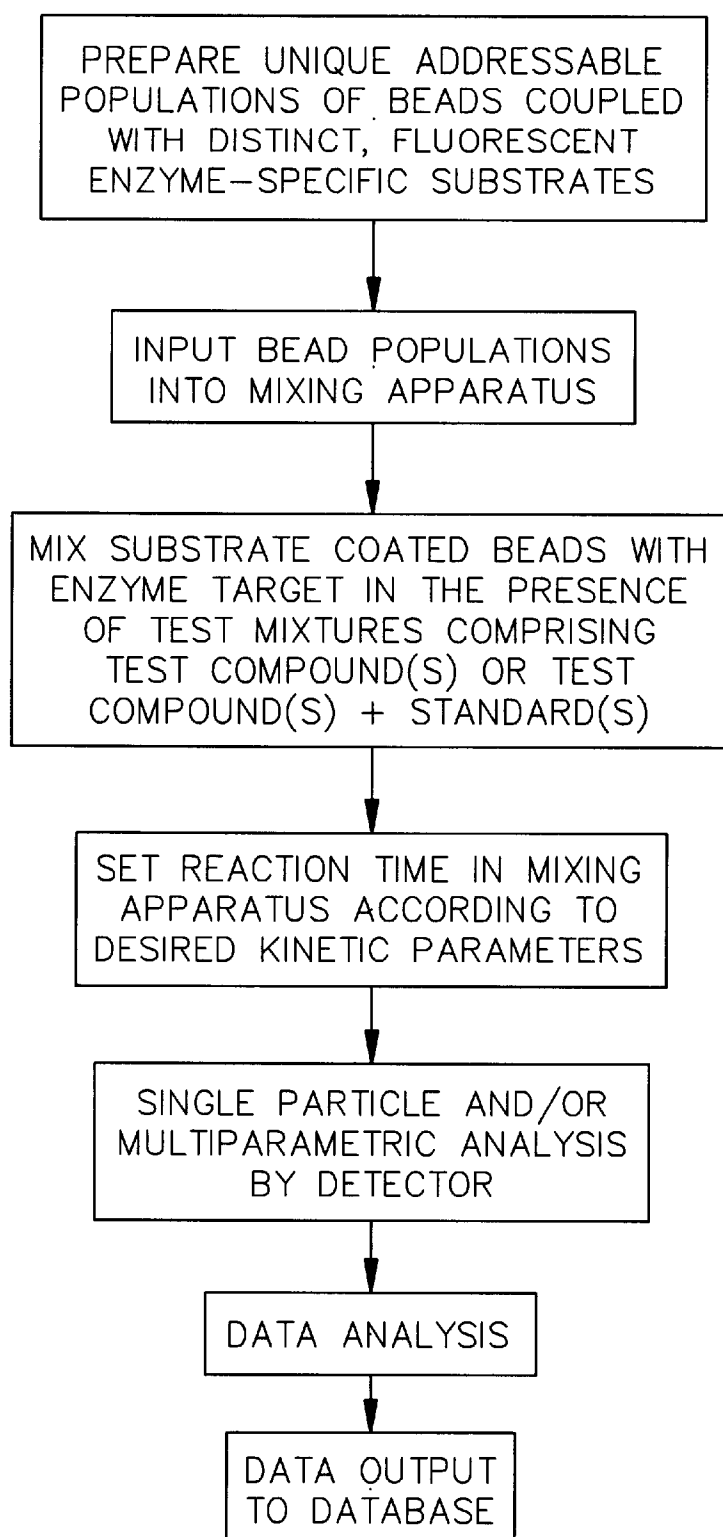 PREPARE UNIQUE ADDRESSABLE
POPULATIONS OF BEADS COUPLED
WITH DISTINCT, FLUORESCENT
ENZYME–SPECIFIC SUBSTRATES
INPUT BEAD POPULATIONS
INTO MIXING APPARATUS
MIX SUBSTRATE COATED BEADS WITH
ENZYME TARGET IN THE PRESENCE
OF TEST MIXTURES COMPRISING
TEST COMPOUND(S) OR TEST
COMPOUND(S) + STANDARD(S)
SET REACTION TIME IN MIXING
APPARATUS ACCORDING TO
DESIRED KINETIC PARAMETERS
SINGLE PARTICLE AND/OR
MULTIPARAMETRIC ANALYSIS
BY DETECTOR
DATA ANALYSIS
DATA OUTPUT
TO DATABASE